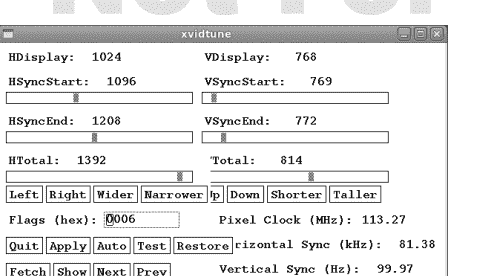 Not For
xvidtune
HDisplay: 1024 VDisplay: 768
HSyncStart: 1096 VSyncStart: 769
HSyncEnd: 1208 VSyncEnd: 772
HTotal: 1392 Total: 814
Left Right Wider Narrower p Down Shorter Taller
Flags (hex): 0006 Pixel Clock (MHz): 113.27
Quit Apply Auto Test Restore rizontal Sync (kHz): 81.38
Fetch Show Next Prev Vertical Sync (Hz): 99.97